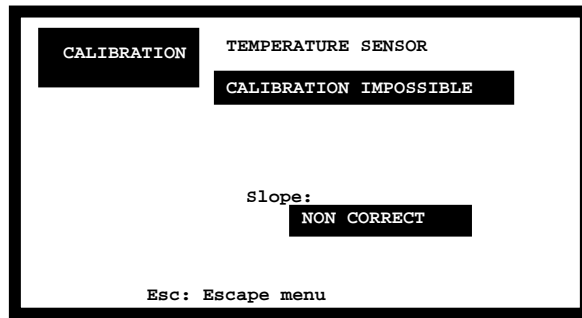 CALIBRATION
TEMPERATURE SENSOR
CALIBRATION IMPOSSIBLE
Slope:
NON CORRECT
Esc: Escape menu